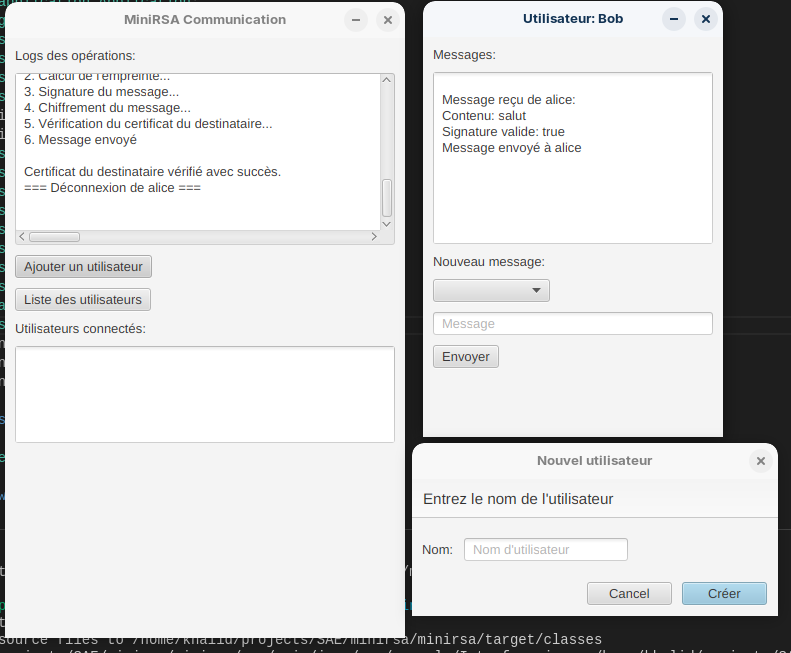 MiniRSA Communication
Logs des opérations:
2. Calcul de l'empreinte...
3. Signature du message...
4. Chiffrement du message...
5. Vérification du certificat du destinataire...
6. Message envoyé
Certificat du destinataire vérifié avec succès.
=== Déconnexion de alice ===
Ajouter un utilisateur
Liste des utilisateurs
Utilisateurs connectés:
Utilisateur: Bob
Messages:
Message reçu de alice:
Contenu: salut
Signature valide: true
Message envoyé à alice
Nouveau message:
Message
Envoyer
Nouvel utilisateur
Entrez le nom de l'utilisateur
Nom:
Nom d'utilisateur
Cancel
Créer
source files to /home/khalid/projects/SAE/minirsa/minirsa/target/classes